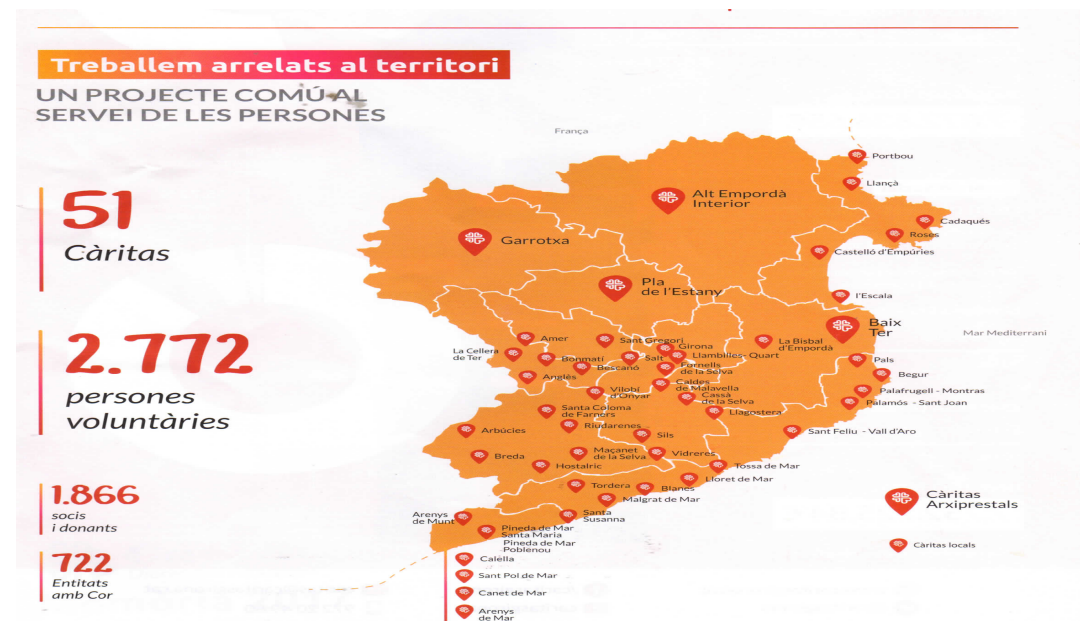 Treballem arrelats al territori
UN PROJECTE COMÚ AL
SERVEI DE LES PERSONES
51
Càritas
2.772
persones
voluntàries
1.866
socis
i donants
722
Entitats
amb Cor
França
Portbou
Llançà
Alt Empordà
Interior
Cadaqués
Roses
Garrotxa
Castelló d'Empúries
Pla
de l'Estany
l'Escala
Baix
Ter
Mar Mediterrani
Amer
Sant Gregori
Girona
La Bisbal
d'Empordà
La Cellera
de Ter
Bonmatí
Salt
Llambilles- Quart
Pals
Bescanó
Fornells
de la Selva
Begur
Anglès
Caldes
de Malavella
Vilobí
d'Onyar
Cassà
de la Selva
Palafrugell - Montras
Palamós - Sant Joan
Santa Coloma
de Farners
Llagostera
Riudarenes
Arbúcies
Sils
Sant Feliu - Vall d'Aro
Maçanet
de la Selva
Vidreres
Breda
Hostalric
Tossa de Mar
Lloret de Mar
Tordera
Blanes
Malgrat de Mar
Càritas
Arxiprestals
Arenys
de Munt
Santa
Susanna
Pineda de Mar
Santa Maria
Pineda de Mar
Poblenou
Càritas locals
Calella
Sant Pol de Mar
Canet de Mar
Arenys
de Mar